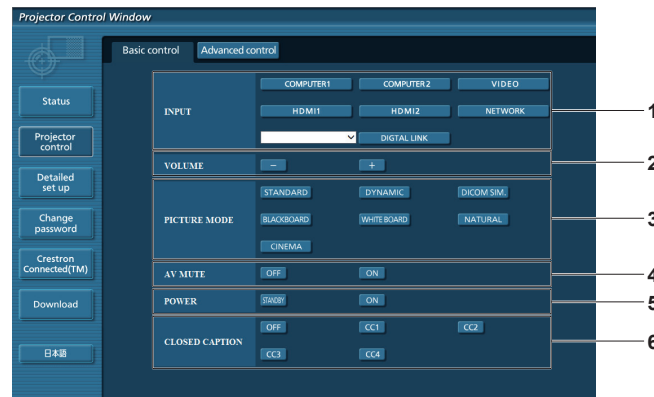 Projector Control Window
Basic control
Advanced control
Status
Projector control
Detailed set up
Change password
Crestron Connected(TM)
Download
日本語
INPUT
COMPUTER1
COMPUTER2
VIDEO
HDMI1
HDMI2
NETWORK
DIGTAL LINK
1
VOLUME
-
+
2
PICTURE MODE
STANDARD
DYNAMIC
DICOM SIM.
BLACKBOARD
WHITE BOARD
NATURAL
CINEMA
3
AV MUTE
OFF
ON
4
POWER
STANDBY
ON
5
CLOSED CAPTION
OFF
CC1
CC2
CC3
CC4
6